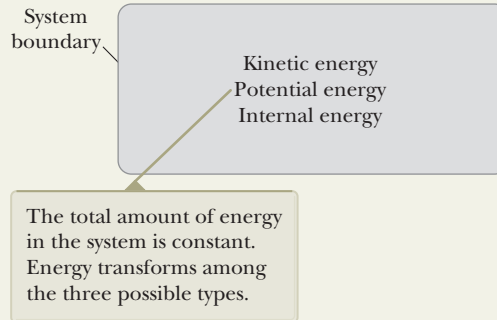 System
boundary
Kinetic energy
Potential energy
Internal energy
The total amount of energy
in the system is constant.
Energy transforms among
the three possible types.